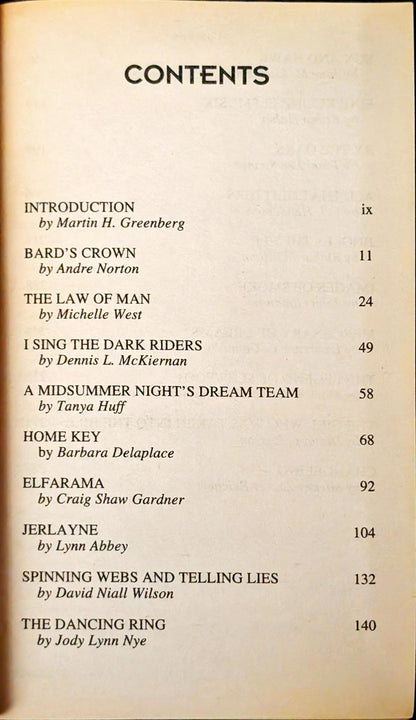 CONTENTS
INTRODUCTION ix
by Martin H. Greenberg
BARD'S CROWN 11
by Andre Norton
THE LAW OF MAN 24
by Michelle West
I SING THE DARK RIDERS 49
by Dennis L. McKiernan
A MIDSUMMER NIGHT'S DREAM TEAM 58
by Tanya Huff
HOME KEY 68
by Barbara Delaplace
ELFARAMA 92
by Craig Shaw Gardner
JERLAYNE 104
by Lynn Abbey
SPINNING WEBS AND TELLING LIES 132
by David Niall Wilson
THE DANCING RING 140
by Jody Lynn Nye